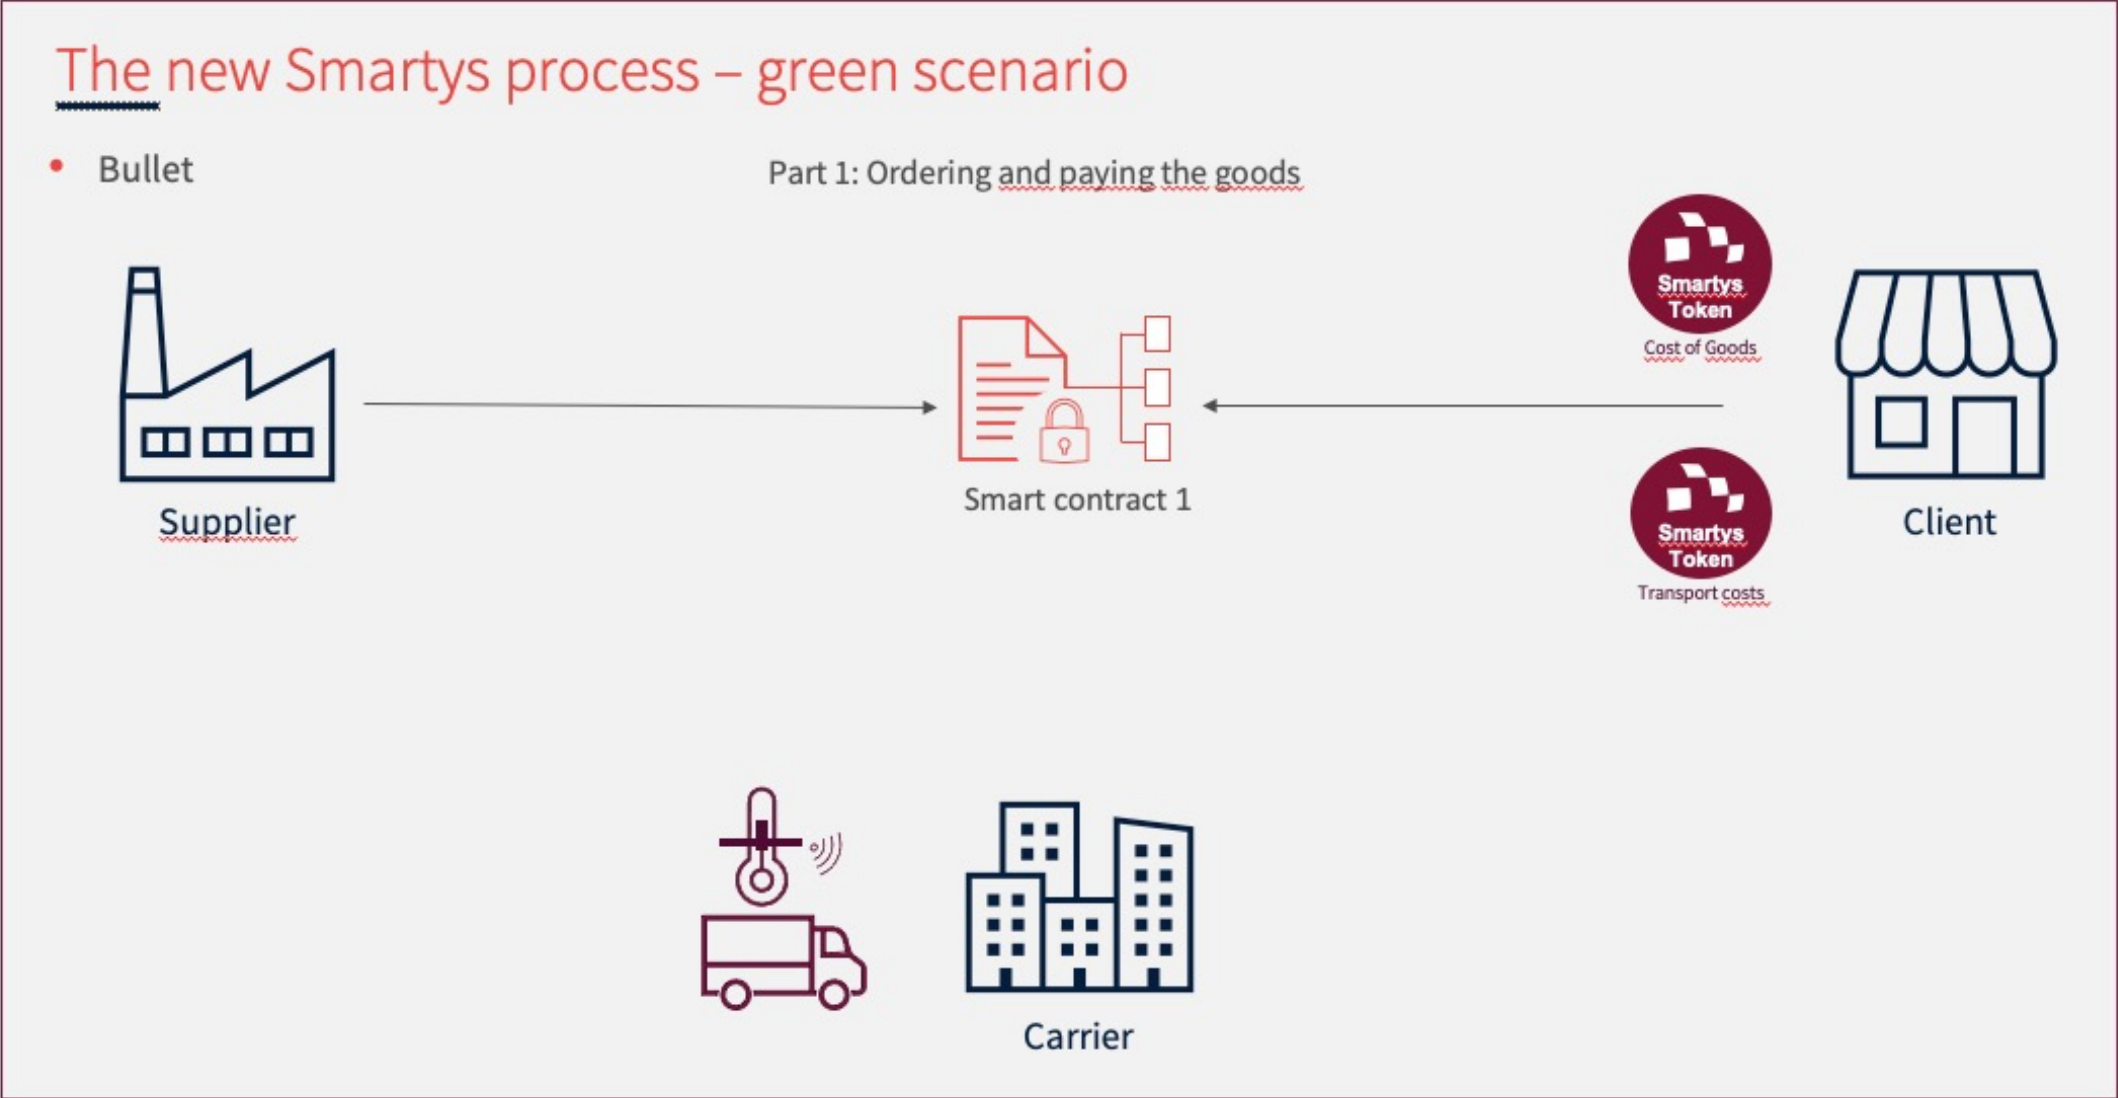 The new Smartys process – green scenario
• Bullet
Part 1: Ordering and paying the goods
Smartys
Token
Cost of Goods
Smart contract 1
Supplier
Client
Smartys
Token
Transport costs
Carrier